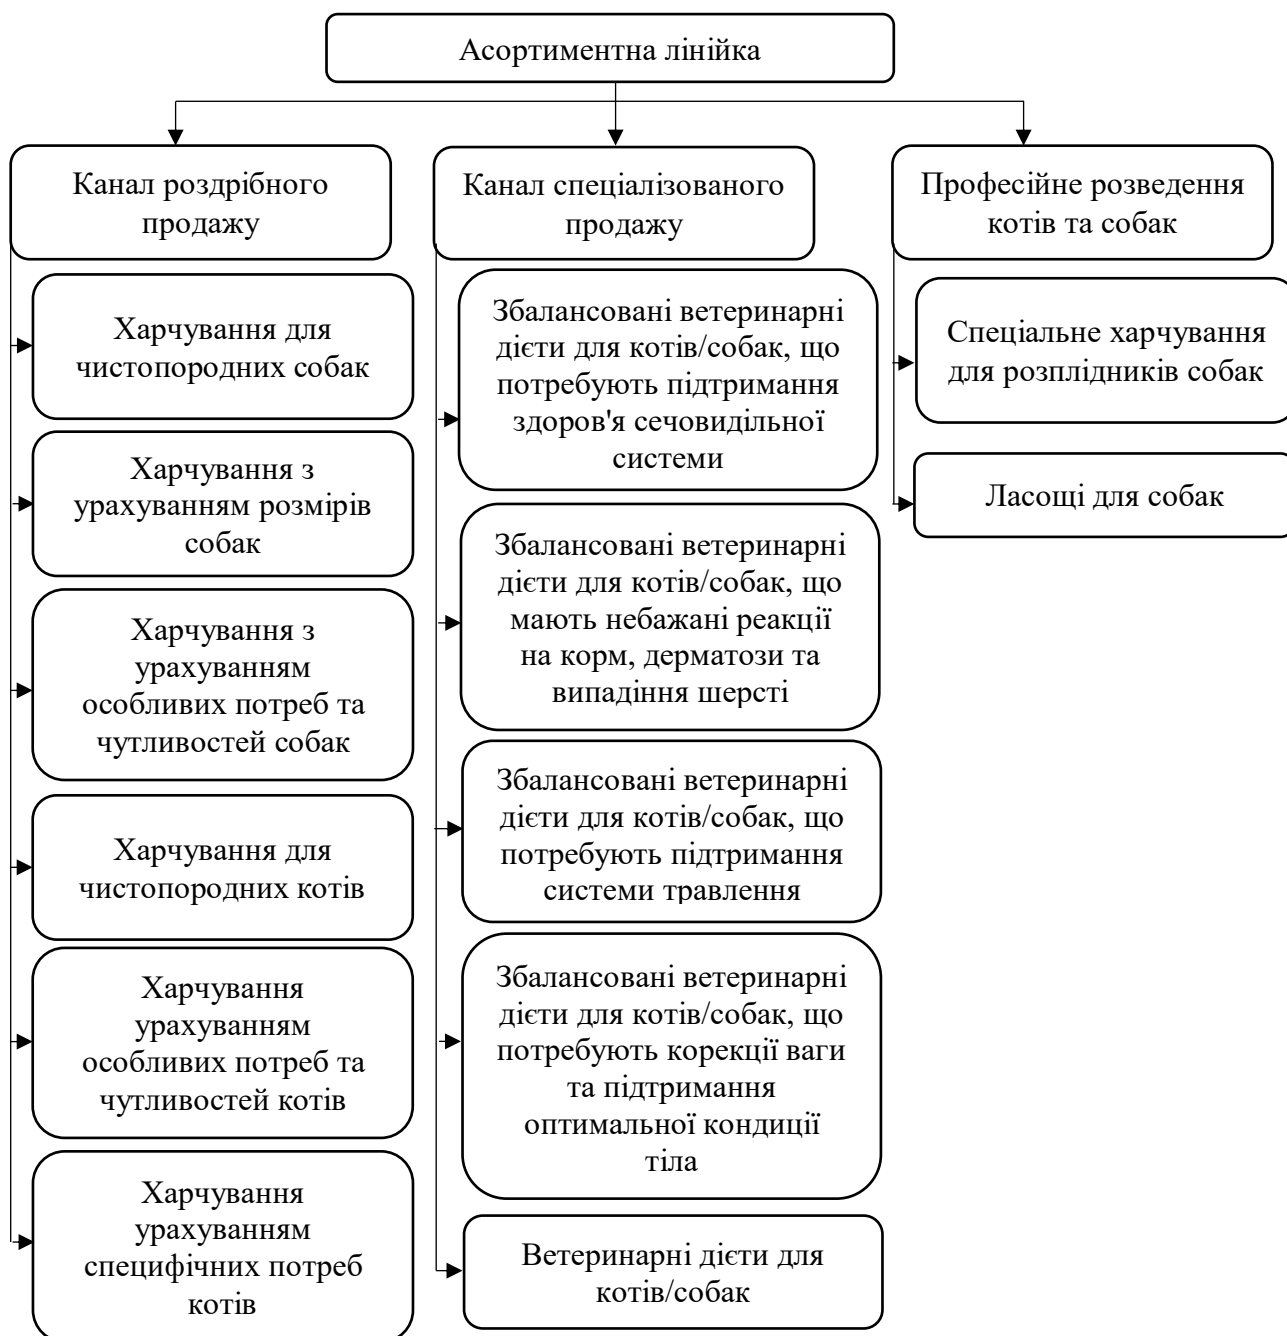 Асортиментна лінійка
Канал роздрібного
продажу
Харчування для
чистопородних собак
Харчування з
урахуванням розмірів
собак
Харчування з
урахуванням
особливих потреб та
чутливостей собак
Харчування для
чистопородних котів
Харчування
урахуванням
особливих потреб та
чутливостей котів
Харчування
урахуванням
специфічних потреб
котів
Канал спеціалізованого
продажу
Збалансовані ветеринарні
дієти для котів/собак, що
потребують підтримання
здоров'я сечовидільної
системи
Збалансовані ветеринарні
дієти для котів/собак, що
мають небажані реакції
на корм, дерматози та
випадіння шерсті
Збалансовані ветеринарні
дієти для котів/собак, що
потребують підтримання
системи травлення
Збалансовані ветеринарні
дієти для котів/собак, що
потребують корекції ваги
та підтримання
оптимальної кондиції
тіла
Ветеринарні дієти для
котів/собак
Професійне розведення
котів та собак
Спеціальне харчування
для розплідників собак
Ласощі для собак